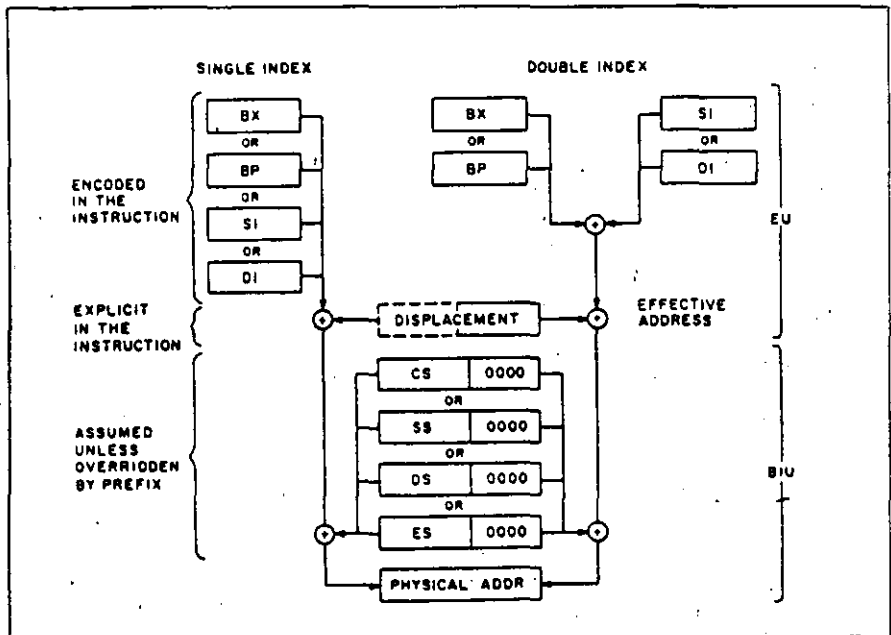 SINGLE INDEX
DOUBLE INDEX
ENCODED
IN THE
INSTRUCTION
BX
OR
BP
OR
SI
OR
DI
BX
OR
BP
SI
OR
DI
EU
EXPLICIT
IN THE
INSTRUCTION
DISPLACEMENT
EFFECTIVE
ADDRESS
ASSUMED
UNLESS
OVERRIDDEN
BY PREFIX
CS 0000
OR
SS 0000
OR
DS 0000
OR
ES 0000
BIU
PHYSICAL ADDR